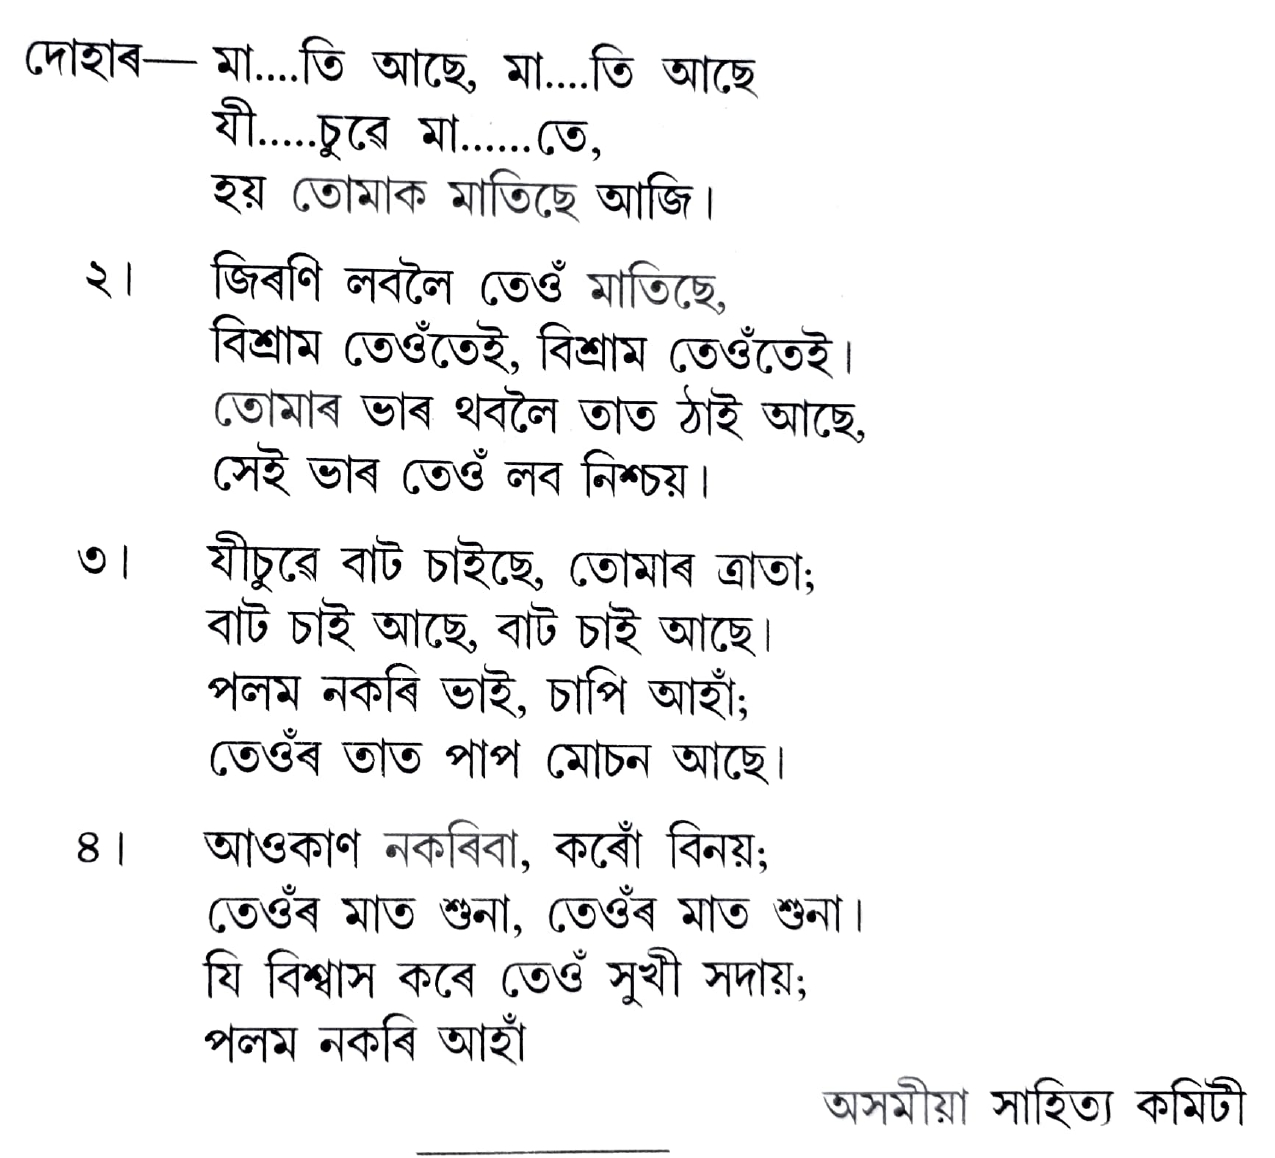 দোহাৰ— মা....তি আছে, মা....তি আছে
যী.....চুৱে মা......তে,
হয় তোমাক মাতিছে আজি।
২। জিৰণি লবলৈ তেওঁ মাতিছে,
বিশ্ৰাম তেওঁতেই, বিশ্ৰাম তেওঁতেই।
তোমাৰ ভাৰ থবলৈ তাত ঠাই আছে,
সেই ভাৰ তেওঁ লব নিশ্চয়।
৩। যীচুৱে বাট চাইছে, তোমাৰ ত্ৰাতা;
বাট চাই আছে, বাট চাই আছে।
পলম নকৰি ভাই, চাপি আহাঁ;
তেওঁৰ তাত পাপ মোচন আছে।
৪। আওকাণ নকৰিবা, কৰোঁ বিনয়;
তেওঁৰ মাত শুনা, তেওঁৰ মাত শুনা।
যি বিশ্বাস কৰে তেওঁ সুখী সদায়;
পলম নকৰি আহাঁ
অসমীয়া সাহিত্য কমিটী